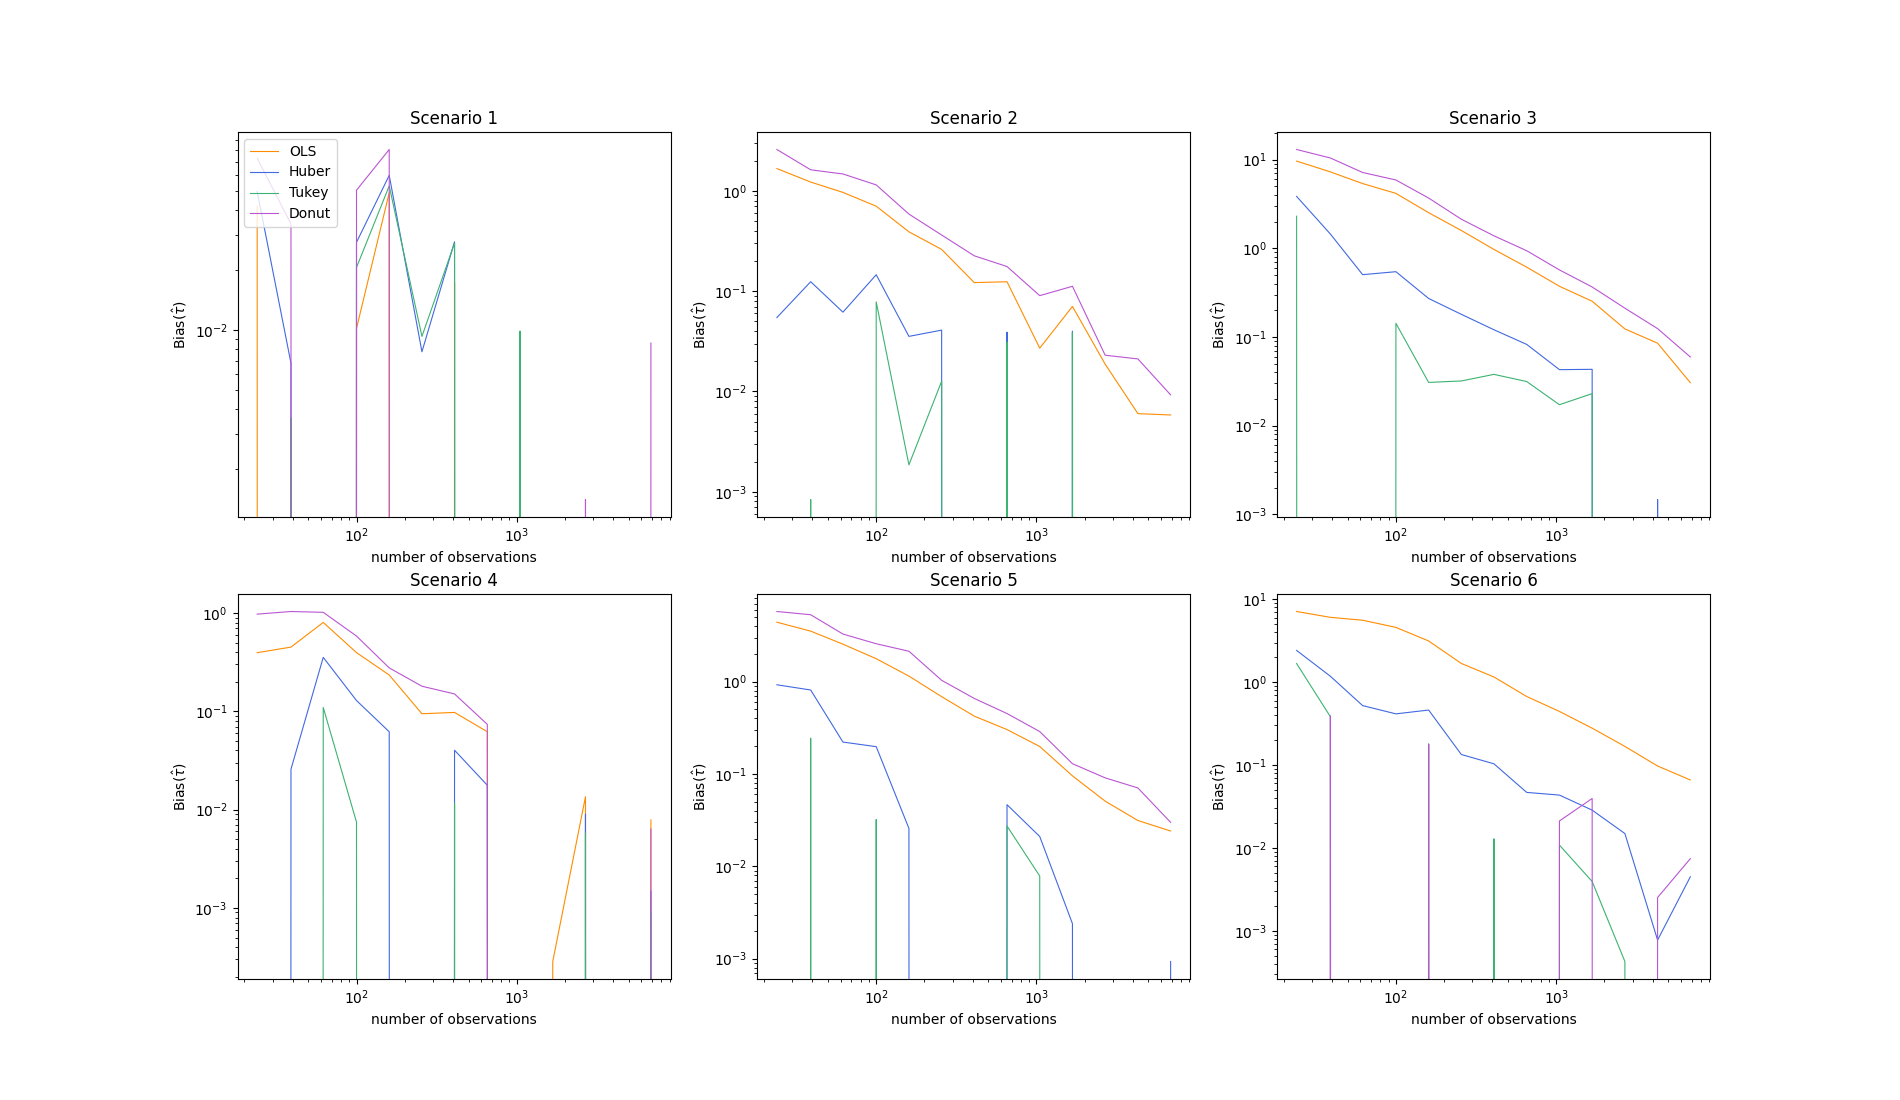 Scenario 1
OLS
Huber
Tukey
Donut
10⁻²
Bias(τ̂)
10² 10³
number of observations
Scenario 2
10⁰
10⁻¹
10⁻²
10⁻³
Bias(τ̂)
10² 10³
number of observations
Scenario 3
10¹
10⁰
10⁻¹
10⁻²
10⁻³
Bias(τ̂)
10² 10³
number of observations
Scenario 4
10⁰
10⁻¹
10⁻²
10⁻³
Bias(τ̂)
10² 10³
number of observations
Scenario 5
10⁰
10⁻¹
10⁻²
10⁻³
Bias(τ̂)
10² 10³
number of observations
Scenario 6
10¹
10⁰
10⁻¹
10⁻²
10⁻³
Bias(τ̂)
10² 10³
number of observations